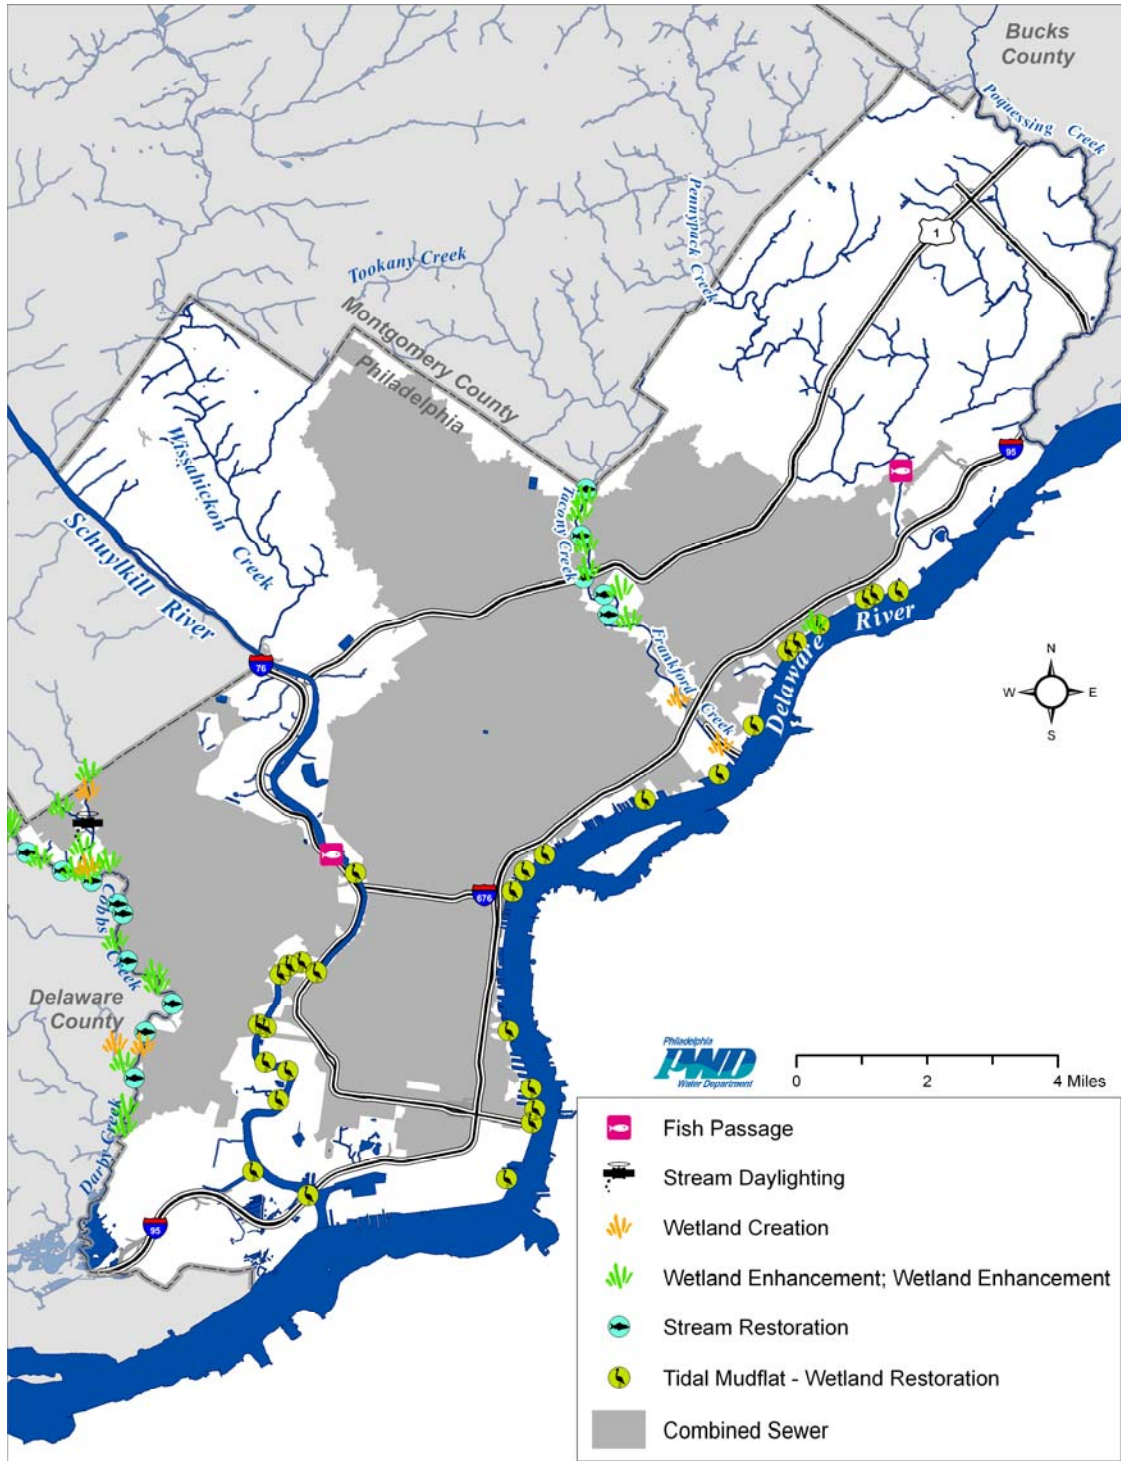 Bucks
County
Poquessing Creek
1
Pennypack Creek
Tookany Creek
Montgomery County
Philadelphia
Wissahickon Creek
95
Schuylkill River
Tacony Creek
Delaware River
Frankford Creek
76
N
W E
S
676
Cobbs Creek
Delaware
County
Darby Creek
95
Philadelphia
PWD
Water Department
0 2 4 Miles
Fish Passage
Stream Daylighting
Wetland Creation
Wetland Enhancement; Wetland Enhancement
Stream Restoration
Tidal Mudflat - Wetland Restoration
Combined Sewer